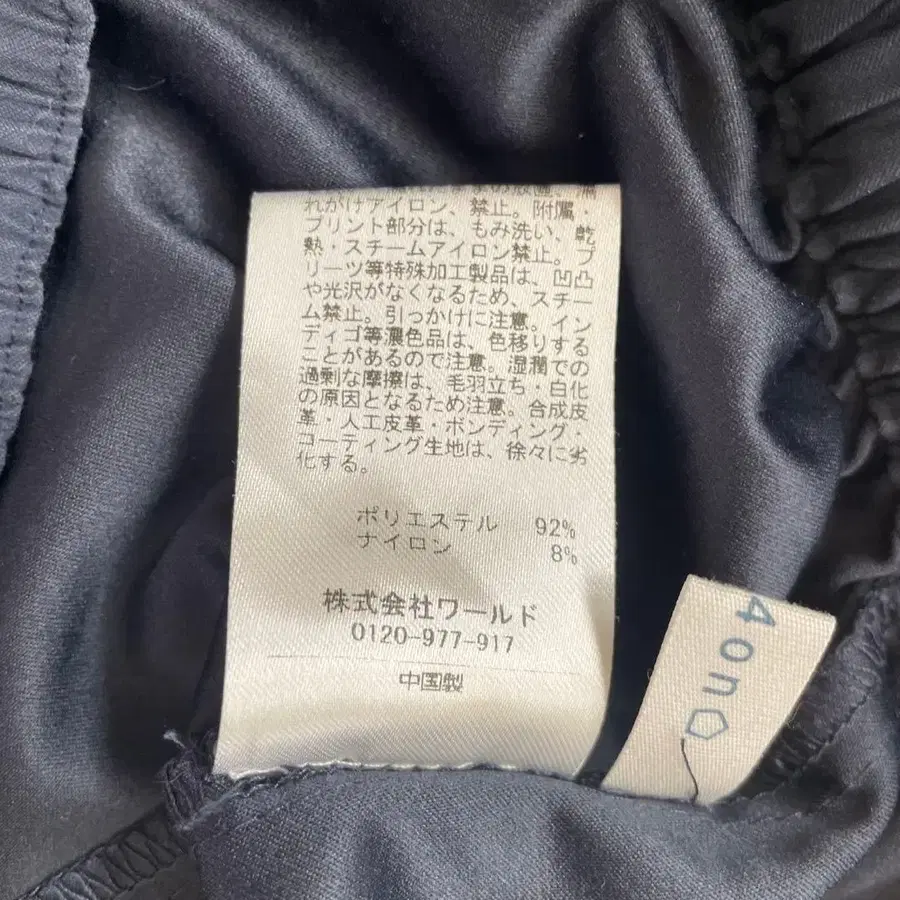 れがけアイロン、禁止。附属・
プリント部分は、もみ洗い、乾
熱・スチームアイロン禁止。プ
リーツ等特殊加工製品は、凹凸
や光沢がなくなるため、スチー
ム禁止。引っかけに注意。イン
ディゴ等濃色品は、色移りする
ことがあるので注意。湿潤での
過剰な摩擦は、毛羽立ち・白化
の原因となるため注意。合成皮
革・人工皮革・ボンディング・
コーティング生地は、徐々に劣
化する。
ポリエステル 92%
ナイロン 8%
株式会社ワールド
0120-977-917
中国製